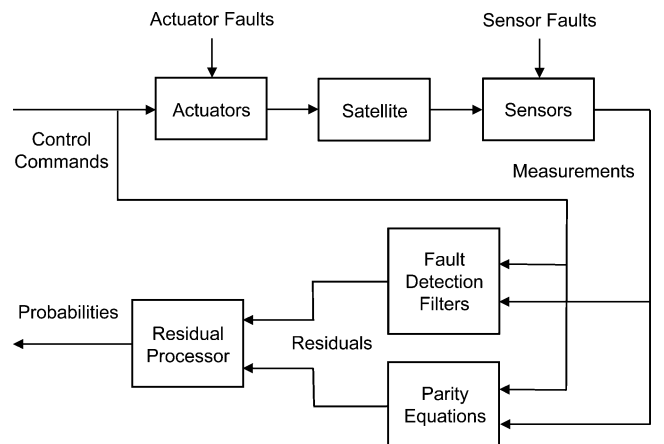 Actuator Faults
Sensor Faults
Actuators
Satellite
Sensors
Control
Commands
Measurements
Fault
Detection
Filters
Probabilities
Residual
Processor
Residuals
Parity
Equations